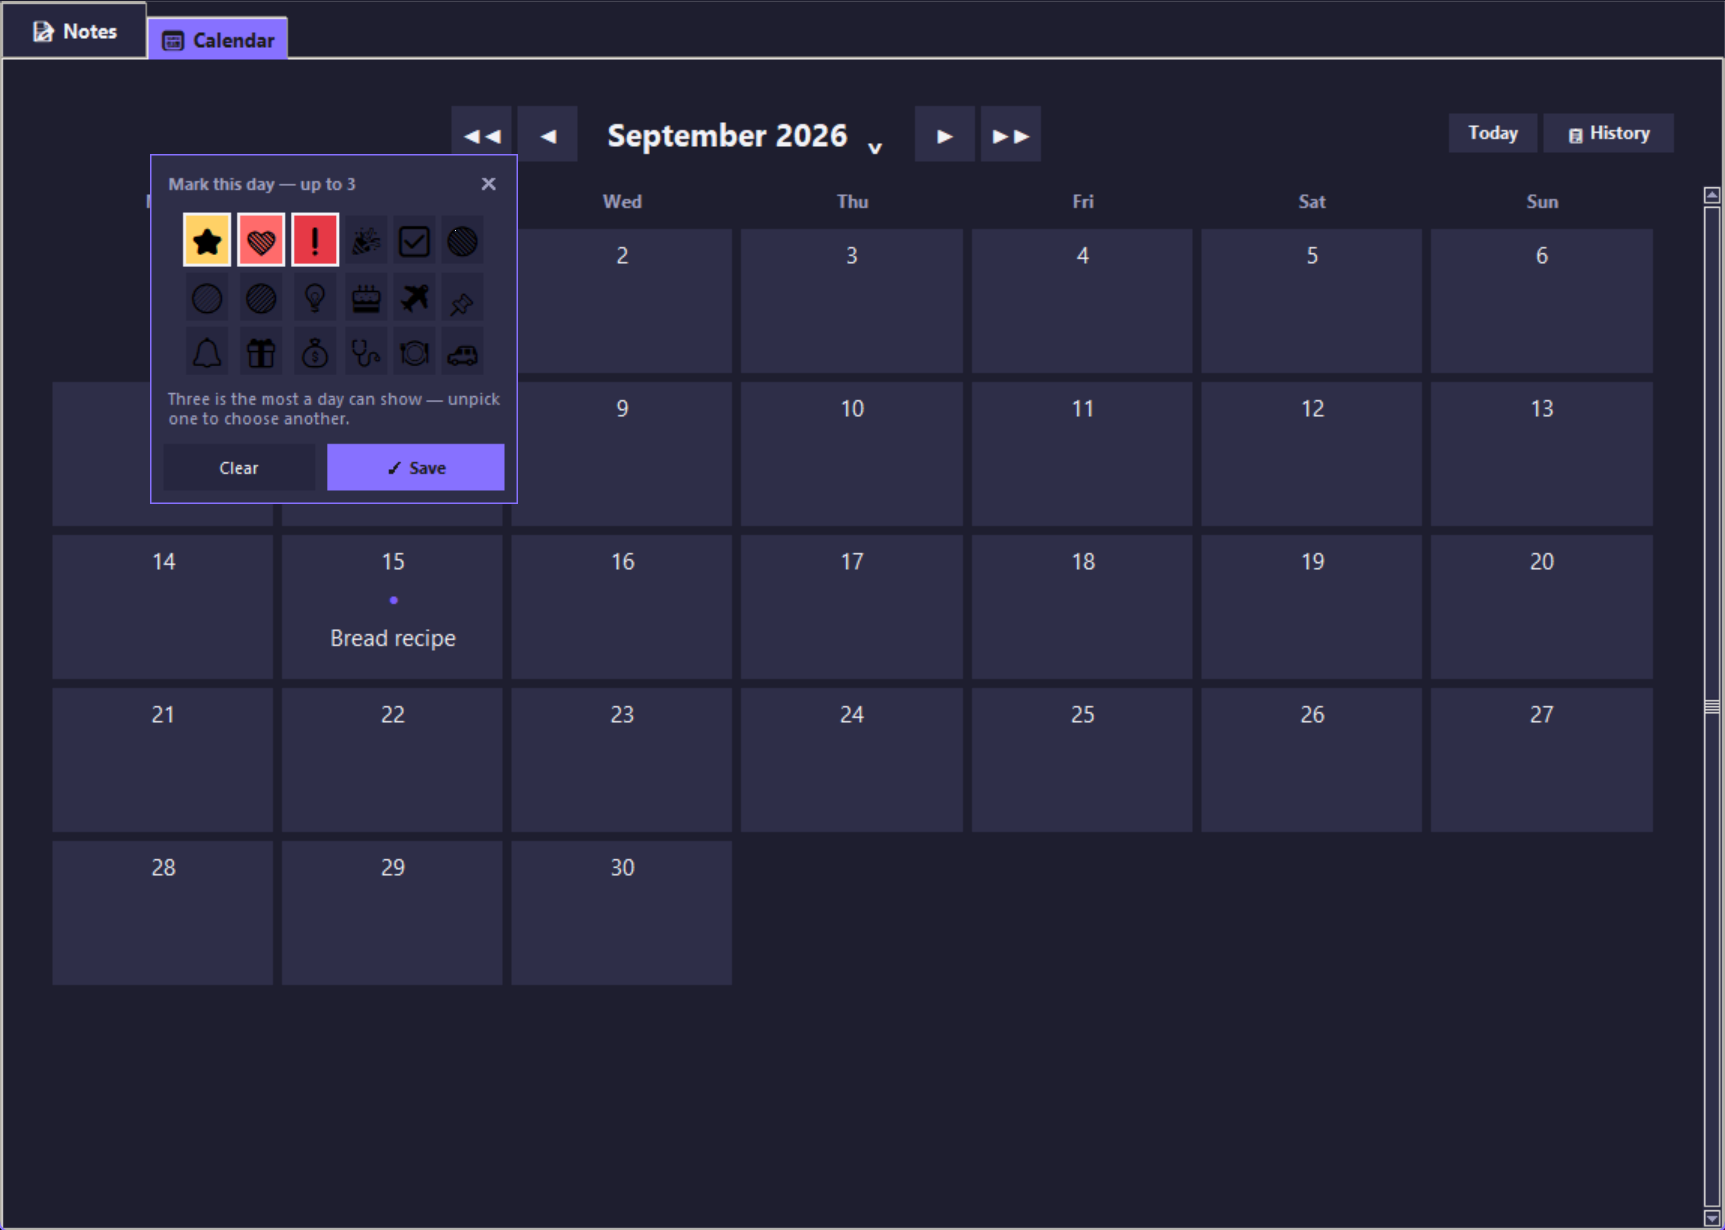 Notes
Calendar
September 2026
Today
History
Mark this day — up to 3
Wed
Thu
Fri
Sat
Sun
2
3
4
5
6
Three is the most a day can show — unpick
one to choose another.
Clear
✓ Save
9
10
11
12
13
14
15
16
17
18
19
20
Bread recipe
21
22
23
24
25
26
27
28
29
30